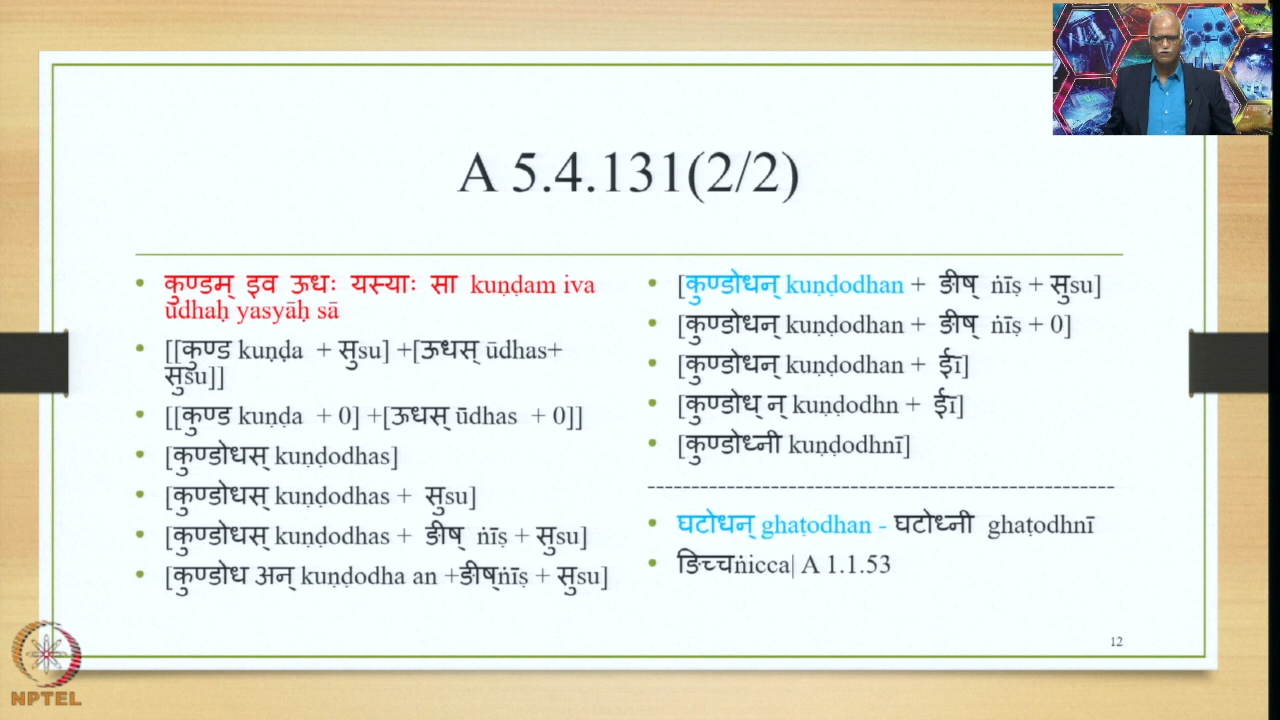 A 5.4.131(2/2)
• कुण्डम् इव ऊधः यस्याः सा kuṇḍam iva
ūdhaḥ yasyāḥ sā
• [[कुण्ड kuṇḍa + सुsu] +[ऊधस् ūdhas+
सुsu]]
• [[कुण्ड kuṇḍa + 0] +[ऊधस् ūdhas + 0]]
• [कुण्डोधस् kuṇḍodhas]
• [कुण्डोधस् kuṇḍodhas + सुsu]
• [कुण्डोधस् kuṇḍodhas + ङीष् ṅīṣ + सुsu]
• [कुण्डोध अन् kuṇḍodha an +ङीष्ṅīṣ + सुsu]
• [कुण्डोधन् kuṇḍodhan + ङीष् ṅīṣ + सुsu]
• [कुण्डोधन् kuṇḍodhan + ङीष् ṅīṣ + 0]
• [कुण्डोधन् kuṇḍodhan + ईī]
• [कुण्डोध् न् kuṇḍodhn + ईī]
• [कुण्डोध्नी kuṇḍodhnī]
-----------------------------------------------------
• घटोधन् ghaṭodhan - घटोध्नी ghaṭodhnī
• ङिच्चṅicca| A 1.1.53
12
NPTEL